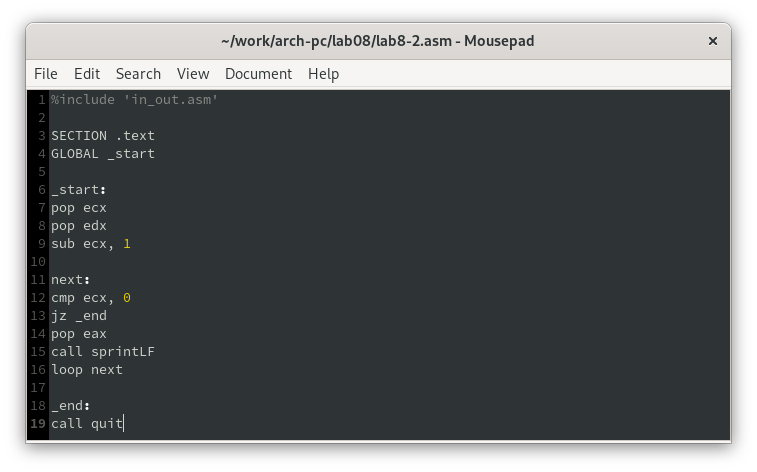 ~/work/arch-pc/lab08/lab8-2.asm - Mousepad
File Edit Search View Document Help
1 %include 'in_out.asm'
2
3 SECTION .text
4 GLOBAL _start
5
6 _start:
7 pop ecx
8 pop edx
9 sub ecx, 1
10
11 next:
12 cmp ecx, 0
13 jz _end
14 pop eax
15 call sprintLF
16 loop next
17
18 _end:
19 call quit